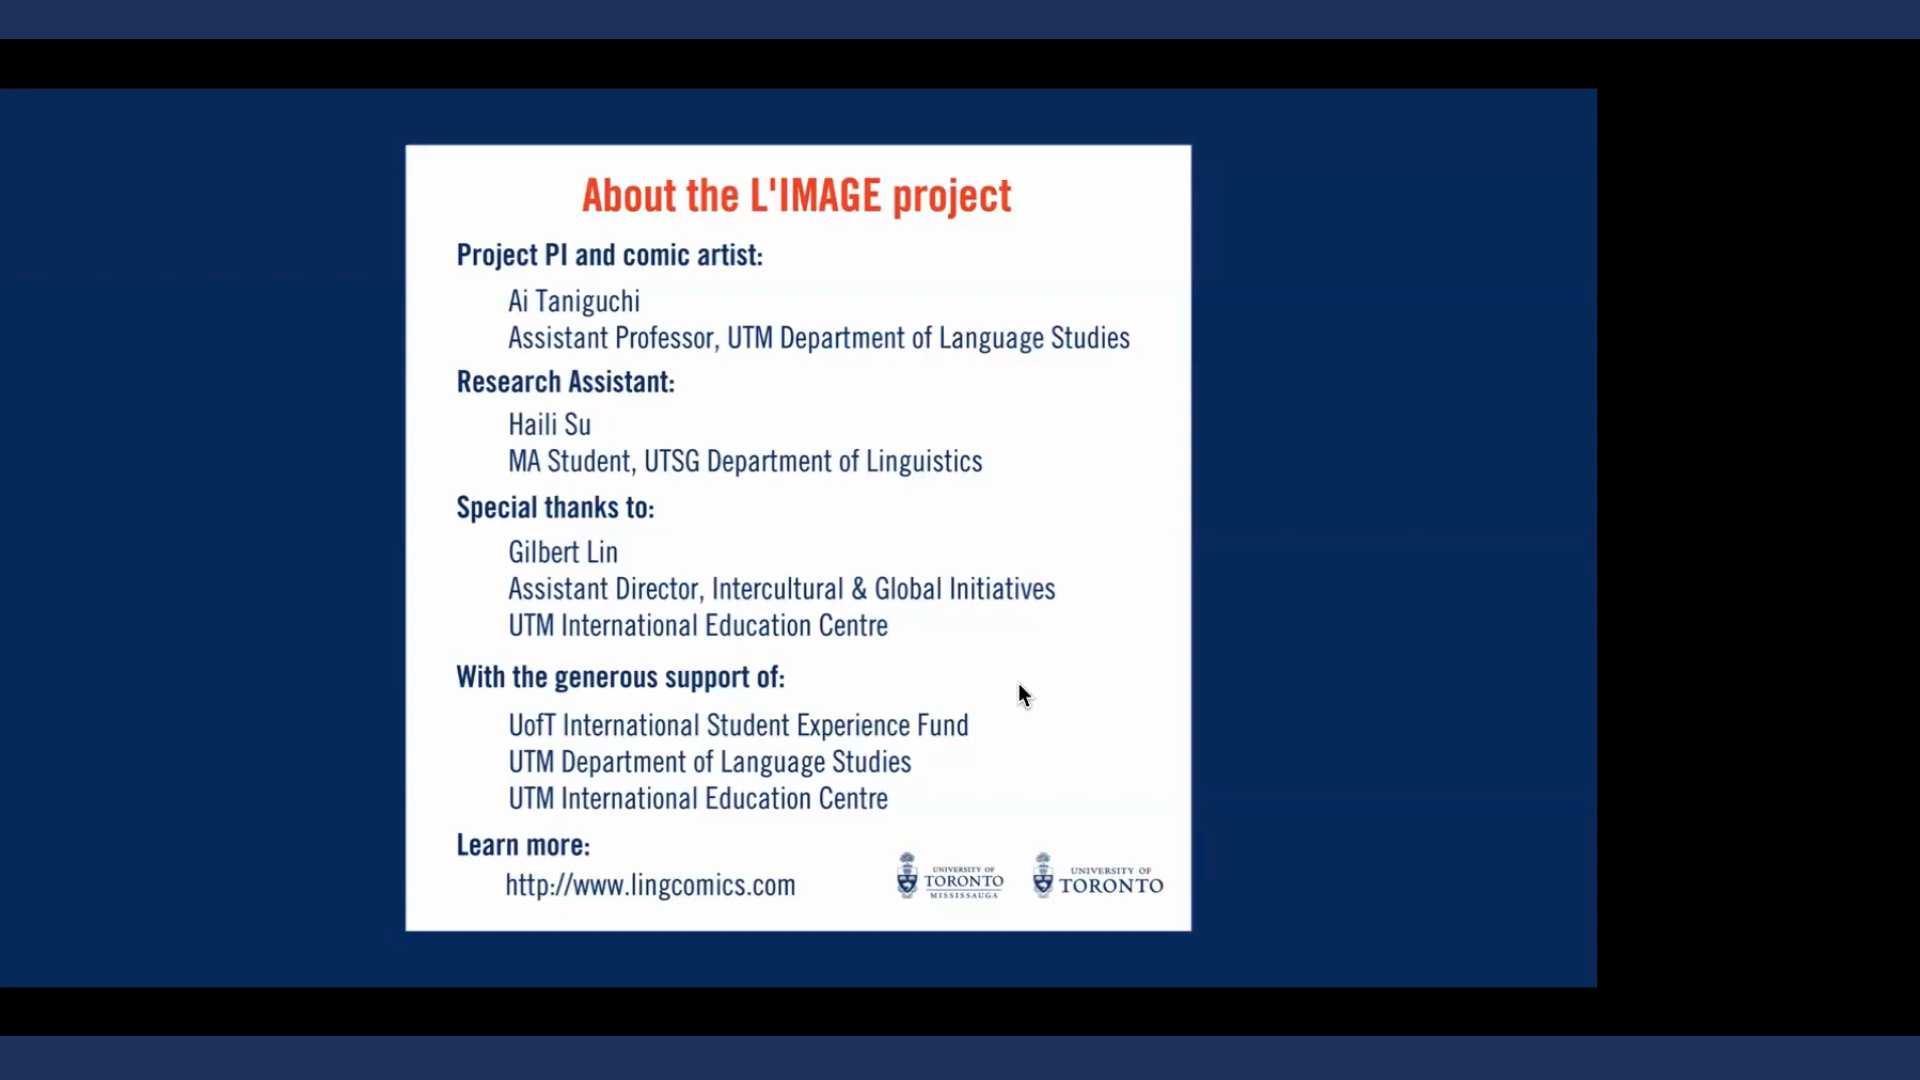 About the L'IMAGE project
Project PI and comic artist:
Ai Taniguchi
Assistant Professor, UTM Department of Language Studies
Research Assistant:
Haili Su
MA Student, UTSG Department of Linguistics
Special thanks to:
Gilbert Lin
Assistant Director, Intercultural & Global Initiatives
UTM International Education Centre
With the generous support of:
UofT International Student Experience Fund
UTM Department of Language Studies
UTM International Education Centre
Learn more:
http://www.lingcomics.com
UNIVERSITY OF
TORONTO
MISSISSAUGA
UNIVERSITY OF
TORONTO